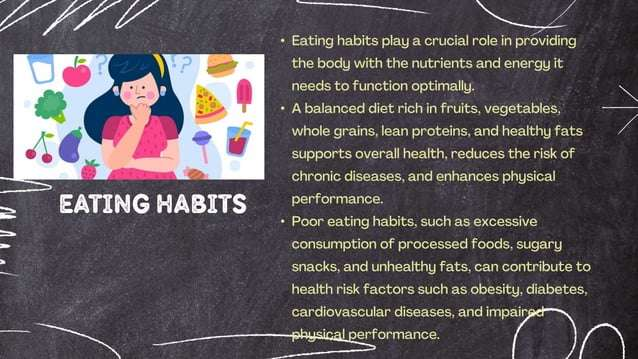 EATING HABITS
• Eating habits play a crucial role in providing
the body with the nutrients and energy it
needs to function optimally.
• A balanced diet rich in fruits, vegetables,
whole grains, lean proteins, and healthy fats
supports overall health, reduces the risk of
chronic diseases, and enhances physical
performance.
• Poor eating habits, such as excessive
consumption of processed foods, sugary
snacks, and unhealthy fats, can contribute to
health risk factors such as obesity, diabetes,
cardiovascular diseases, and impaired
physical performance.